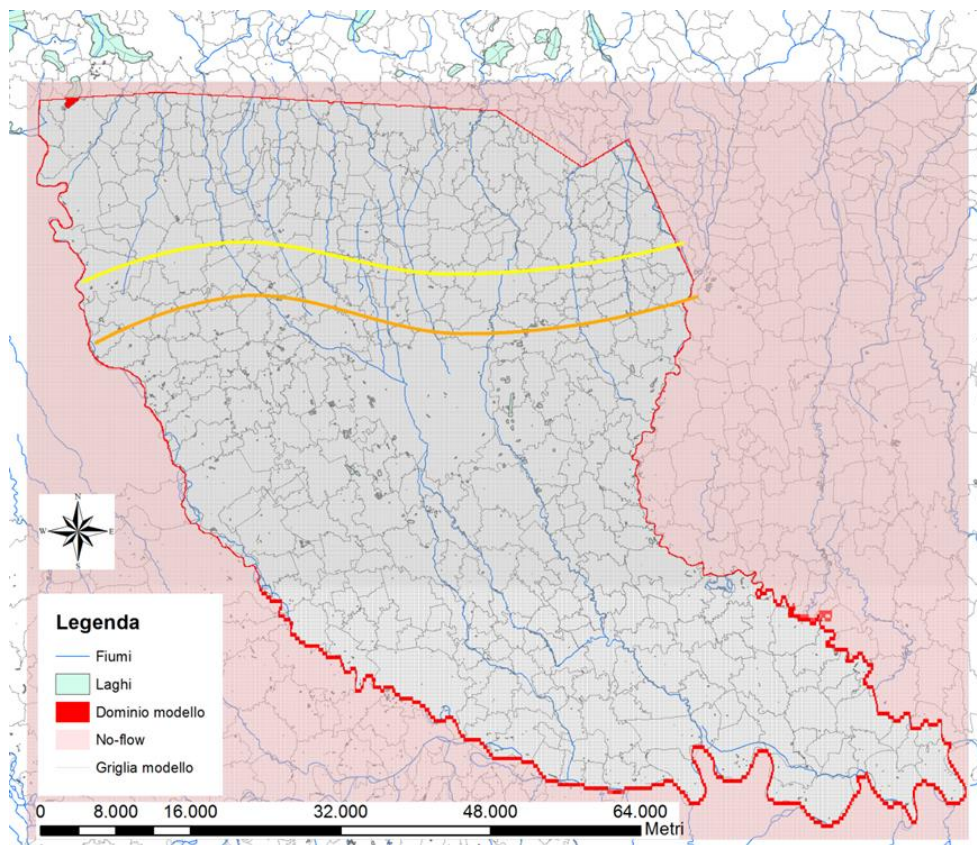 N
W E
S
Legenda
Fiumi
Laghi
Dominio modello
No-flow
Griglia modello
0 8.000 16.000 32.000 48.000 64.000
Metri